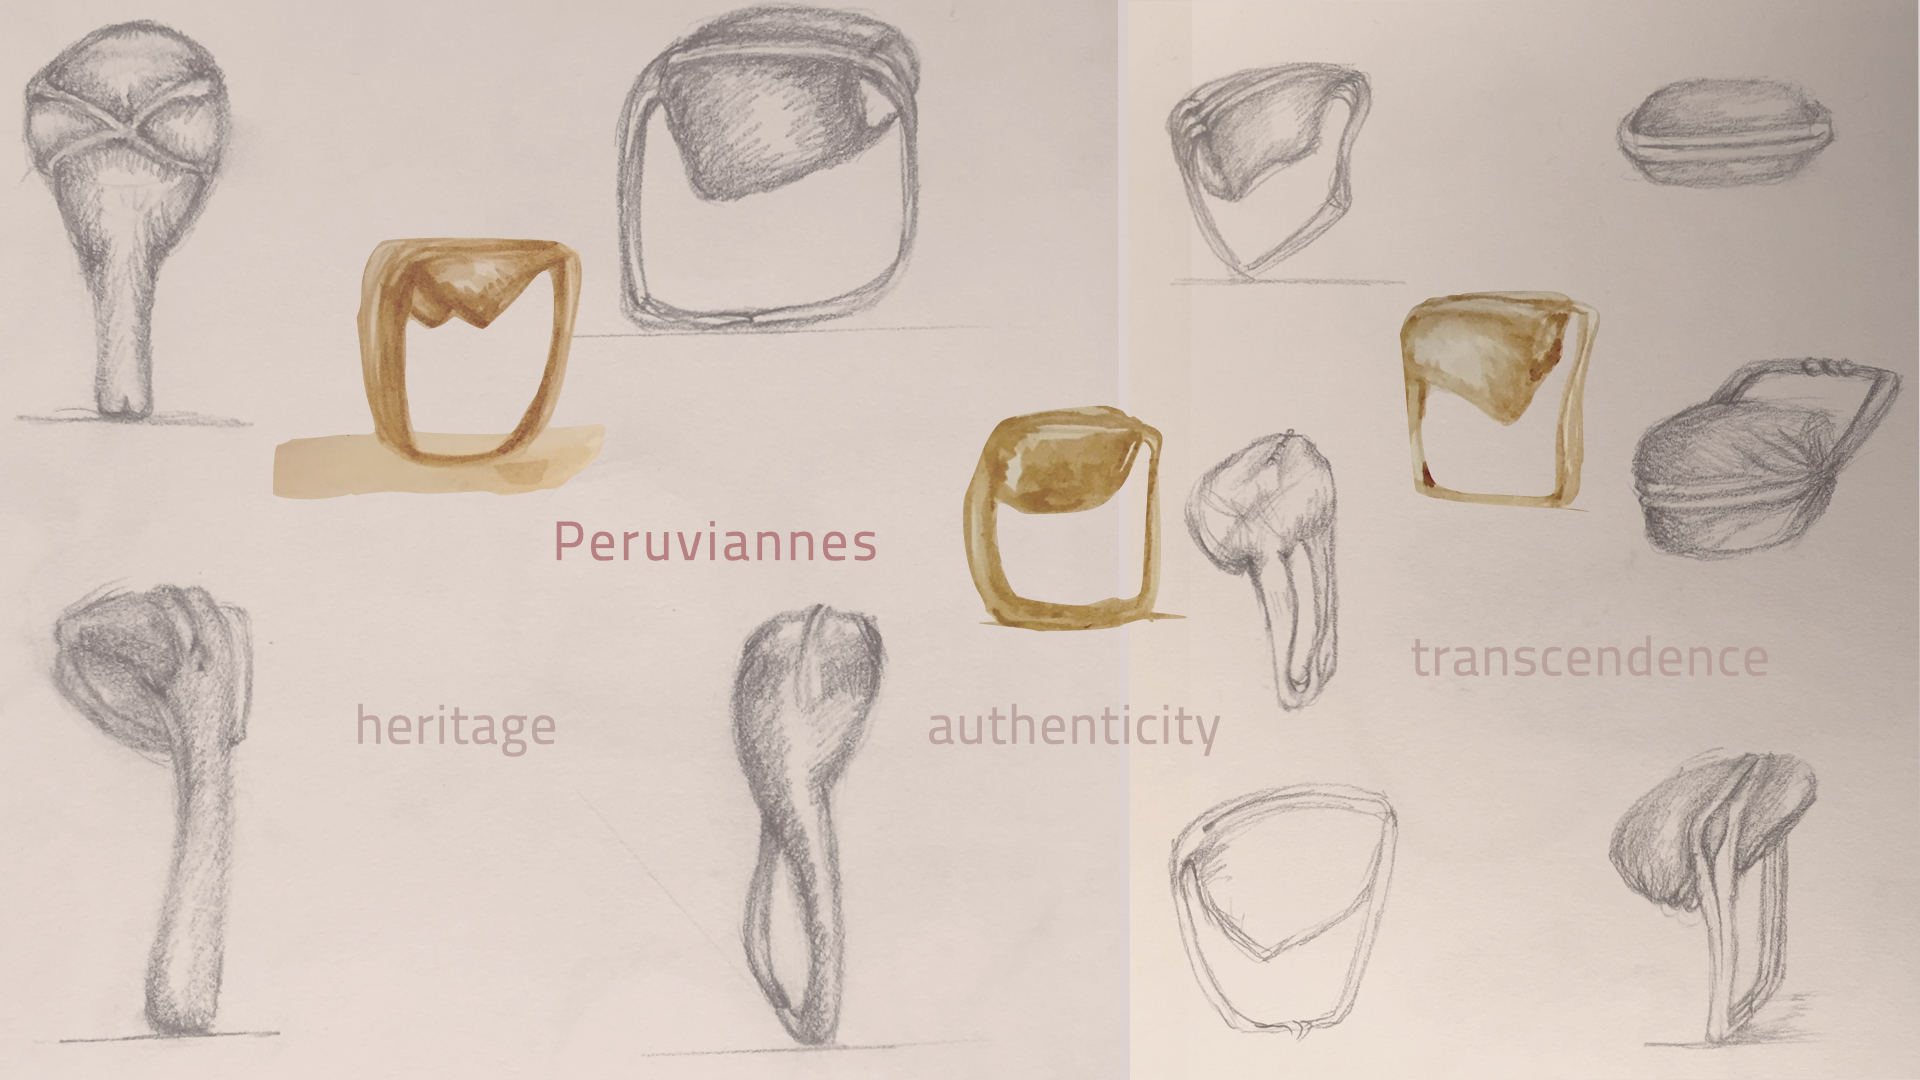 Peruviannes
heritage
authenticity
transcendence